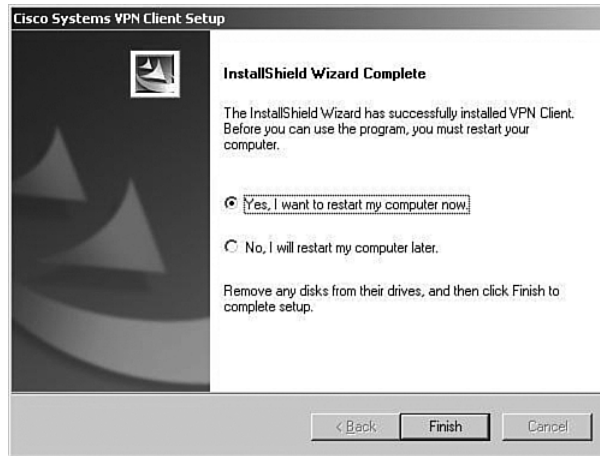 Cisco Systems VPN Client Setup
InstallShield Wizard Complete
The InstallShield Wizard has successfully installed VPN Client.
Before you can use the program, you must restart your
computer.
Yes, I want to restart my computer now.
No, I will restart my computer later.
Remove any disks from their drives, and then click Finish to
complete setup.
< Back
Finish
Cancel